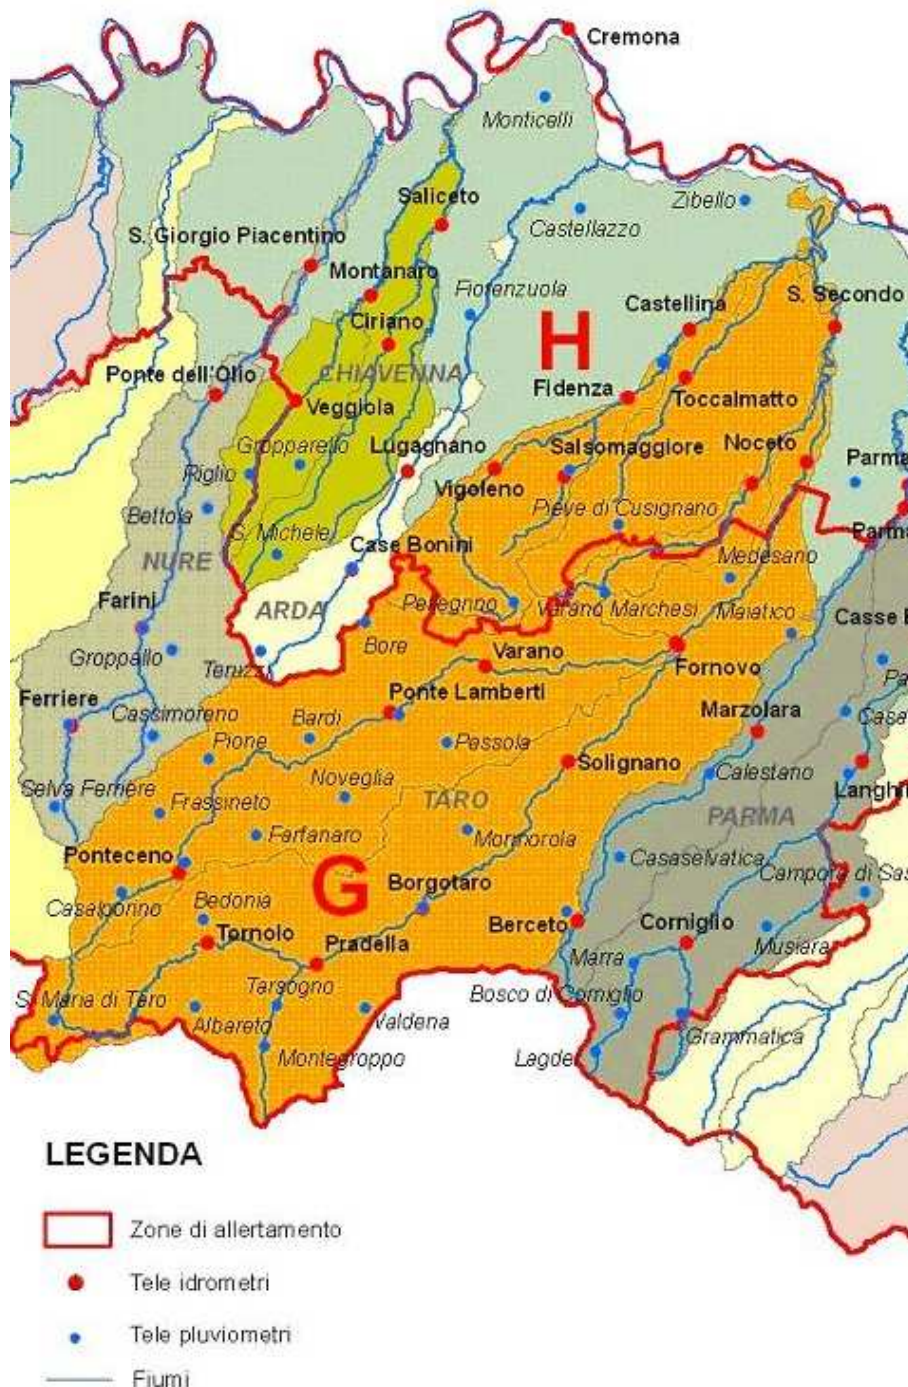 Cremona
Monticelli
Saliceto
Zibello
Castellazzo
S. Giorgio Piacentino
Montanaro
Fiorenzuola
S. Secondo
Castellina
Ciriano
H
Ponte dell'Olio
CHIAVENNA
Fidenza
Veggiola
Toccalmatto
Gropparello
Lugagnano
Salsomaggiore
Noceto
Riglio
Vigoleno
Parma
Bettola
Pieve di Cusignano
S. Michele
Parma
Case Bonini
NURE
Medesano
Farini
ARDA
Pellegrino
Varano Marchesi
Maiatico
Casse
Groppallo
Bore
Teruzzi
Varano
Fornovo
Ferriere
Ponte Lamberti
Cascimoreno
Bardi
Marzolara
Pione
Pessola
Solignano
Selva Ferriere
Noveglia
Calestano
Frassineto
TARO
PARMA
Farfanaro
Mormorola
Ponteceno
Casaselvatica
G
Borgotaro
Casalporino
Bedonia
Berceto
Corniglio
Tornolo
Pradella
Musiara
Marra
Tarsogno
S. Maria di Taro
Bosco di Corniglio
Albareto
Valdena
Grammatica
Montegroppo
Lagdei
LEGENDA
Zone di allertamento
Tele idrometri
Tele pluviometri
Fiumi